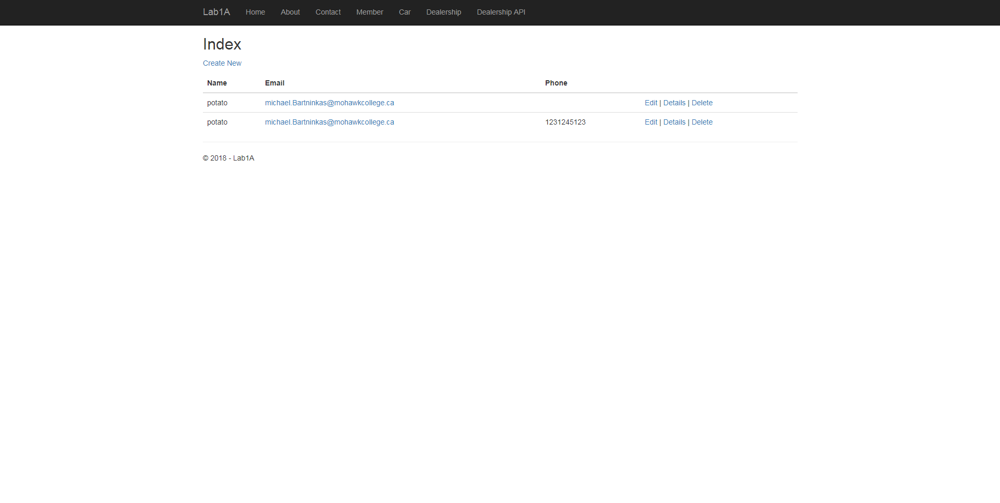 Lab1A Home About Contact Member Car Dealership Dealership API
Index
Create New
Name Email Phone
potato michael.Bartninkas@mohawkcollege.ca Edit | Details | Delete
potato michael.Bartninkas@mohawkcollege.ca 1231245123 Edit | Details | Delete
© 2018 - Lab1A